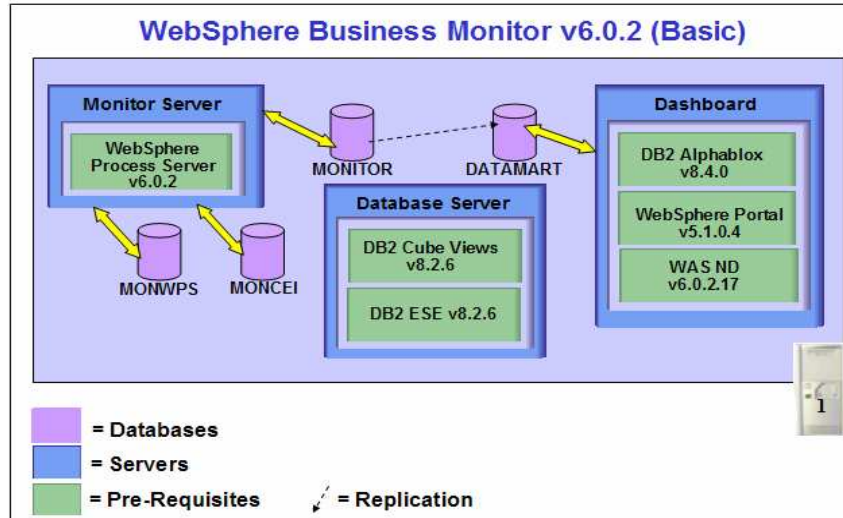 WebSphere Business Monitor v6.0.2 (Basic)
Monitor Server
WebSphere
Process Server
v6.0.2
MONITOR
DATAMART
Dashboard
DB2 Alphablox
v8.4.0
WebSphere Portal
v5.1.0.4
WAS ND
v6.0.2.17
Database Server
DB2 Cube Views
v8.2.6
DB2 ESE v8.2.6
MONWPS
MONCEI
1
= Databases
= Servers
= Pre-Requisites
= Replication